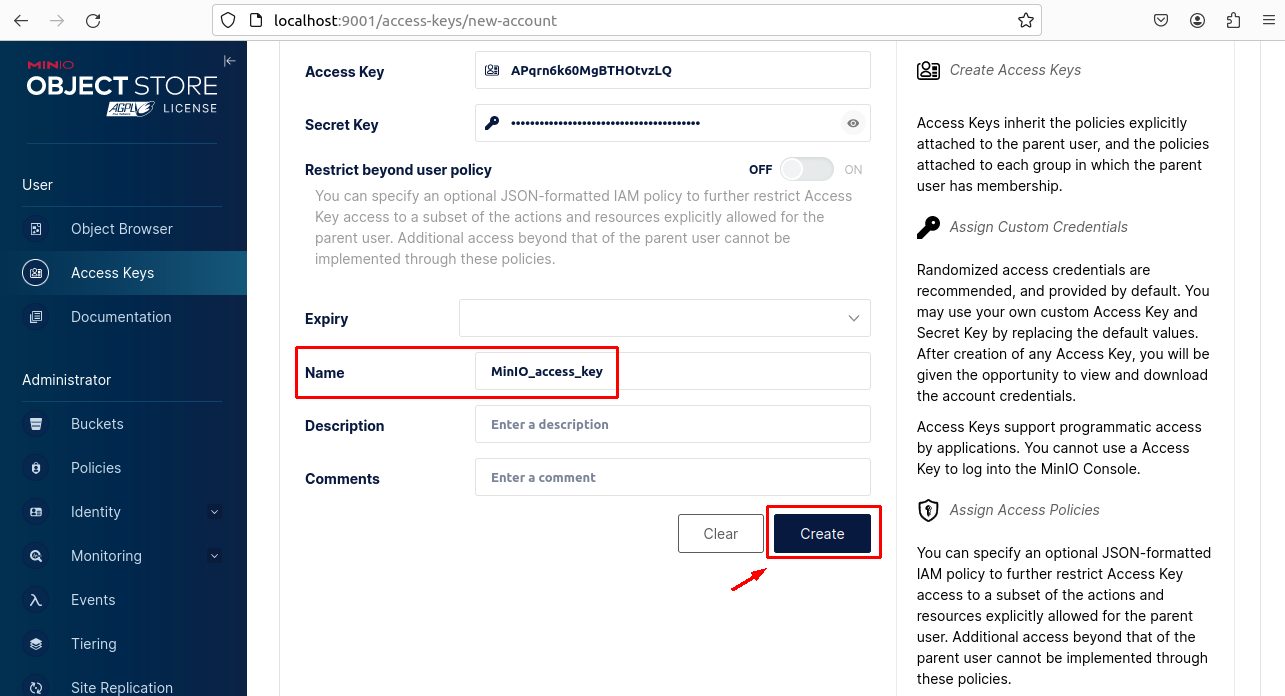 localhost:9001/access-keys/new-account
MINIO
OBJECT STORE
AGPLv3 LICENSE
User
Object Browser
Access Keys
Documentation
Administrator
Buckets
Policies
Identity
Monitoring
Events
Tiering
Site Replication
Access Key
APqrn6k60MgBTHOtvzLQ
Secret Key
••••••••••••••••••••••••••••••••••••••••
Restrict beyond user policy
OFF
ON
You can specify an optional JSON-formatted IAM policy to further restrict Access
Key access to a subset of the actions and resources explicitly allowed for the
parent user. Additional access beyond that of the parent user cannot be
implemented through these policies.
Expiry
Name
MinIO_access_key
Description
Enter a description
Comments
Enter a comment
Clear
Create
Create Access Keys
Access Keys inherit the policies explicitly
attached to the parent user, and the policies
attached to each group in which the parent
user has membership.
Assign Custom Credentials
Randomized access credentials are
recommended, and provided by default. You
may use your own custom Access Key and
Secret Key by replacing the default values.
After creation of any Access Key, you will be
given the opportunity to view and download
the account credentials.
Access Keys support programmatic access
by applications. You cannot use a Access
Key to log into the MinIO Console.
Assign Access Policies
You can specify an optional JSON-formatted
IAM policy to further restrict Access Key
access to a subset of the actions and
resources explicitly allowed for the parent
user. Additional access beyond that of the
parent user cannot be implemented through
these policies.